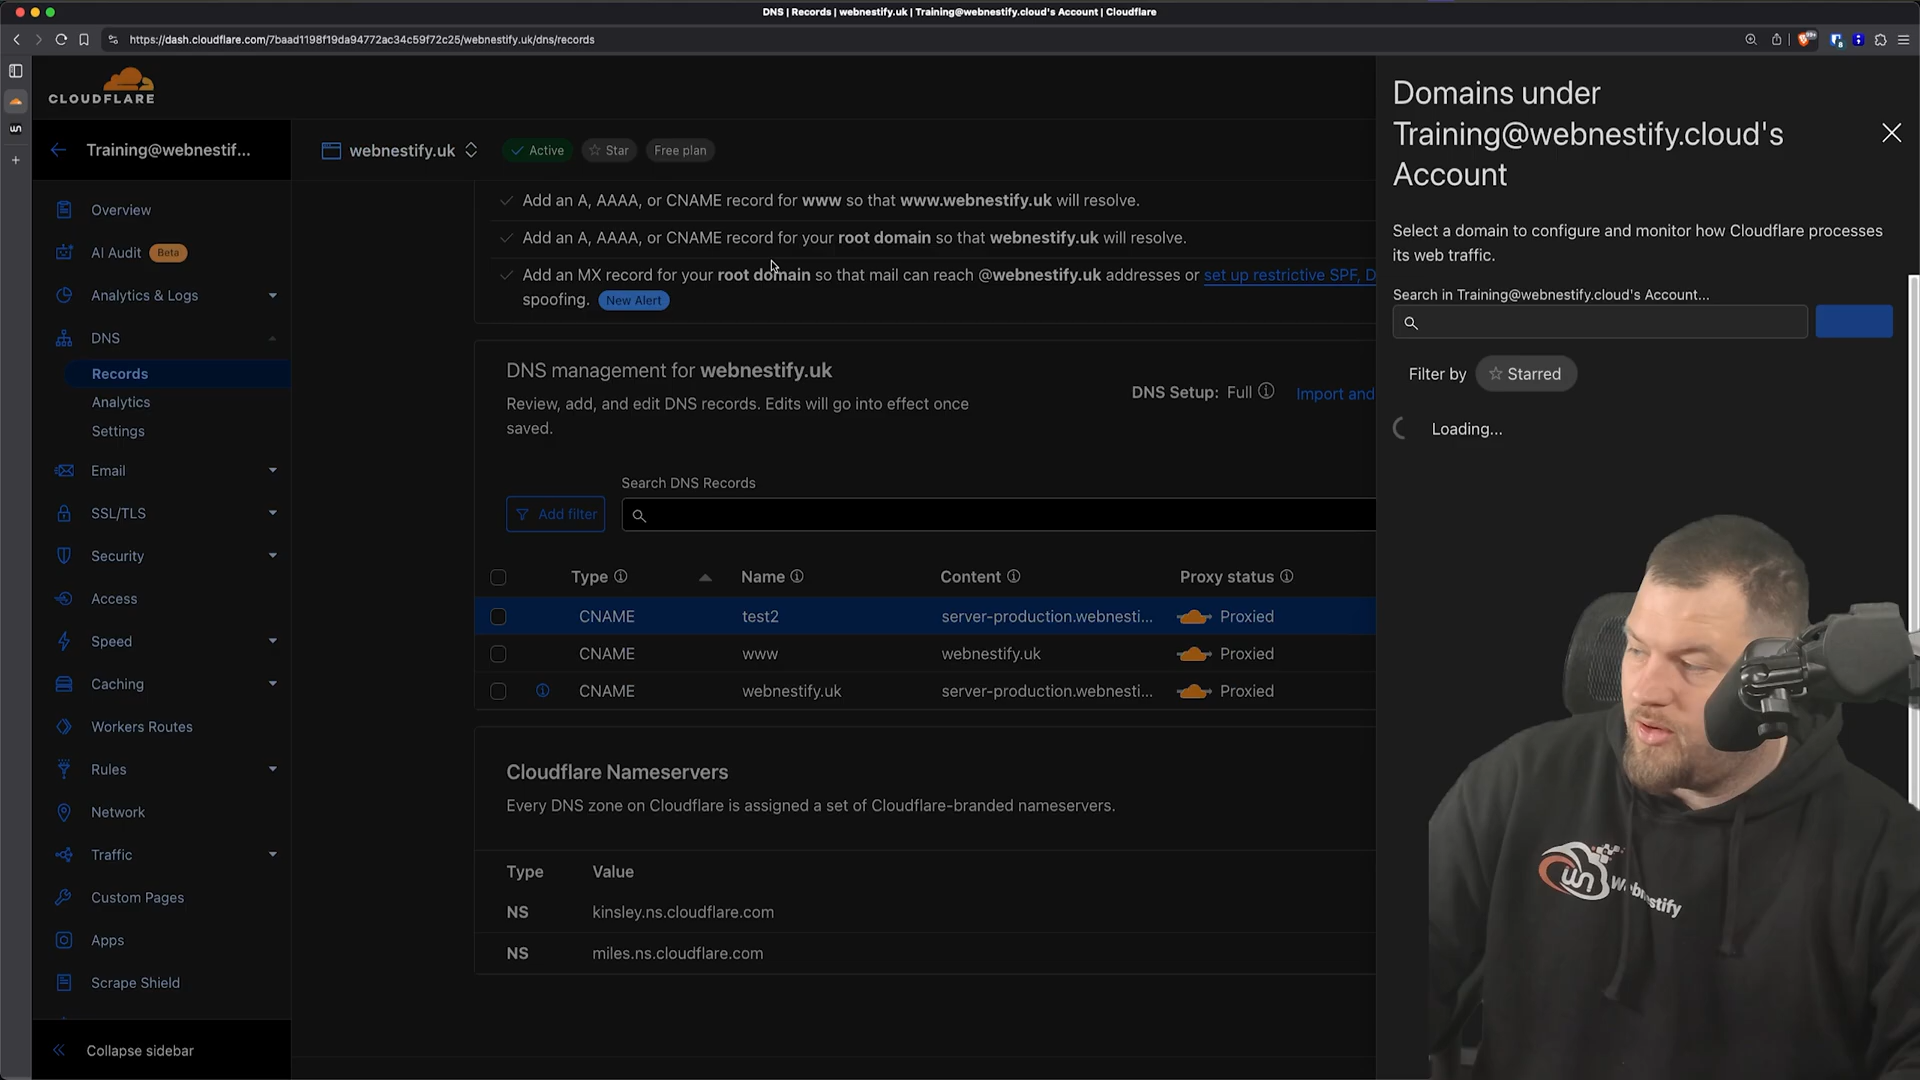 DNS | Records | webnestify.uk | Training@webnestify.cloud's Account | Cloudflare
https://dash.cloudflare.com/7baad1198f19da94772ac34c59f72c25/webnestify.uk/dns/records
99+
CLOUDFLARE
Training@webnestif...
webnestify.uk
Active
Star
Free plan
Overview
AI Audit
Beta
Analytics & Logs
DNS
Records
Analytics
Settings
Email
SSL/TLS
Security
Access
Speed
Caching
Workers Routes
Rules
Network
Traffic
Custom Pages
Apps
Scrape Shield
Collapse sidebar
Add an A, AAAA, or CNAME record for www so that www.webnestify.uk will resolve.
Add an A, AAAA, or CNAME record for your root domain so that webnestify.uk will resolve.
Add an MX record for your root domain so that mail can reach @webnestify.uk addresses or set up restrictive SPF, D
spoofing. New Alert
DNS management for webnestify.uk
Review, add, and edit DNS records. Edits will go into effect once
saved.
DNS Setup: Full
Import and
Search DNS Records
Add filter
Type Name Content Proxy status
CNAME test2 server-production.webnesti... Proxied
CNAME www webnestify.uk Proxied
CNAME webnestify.uk server-production.webnesti... Proxied
Cloudflare Nameservers
Every DNS zone on Cloudflare is assigned a set of Cloudflare-branded nameservers.
Type Value
NS kinsley.ns.cloudflare.com
NS miles.ns.cloudflare.com
Domains under
Training@webnestify.cloud's
Account
Select a domain to configure and monitor how Cloudflare processes
its web traffic.
Search in Training@webnestify.cloud's Account...
Filter by
Starred
Loading...
wn
Webnestify